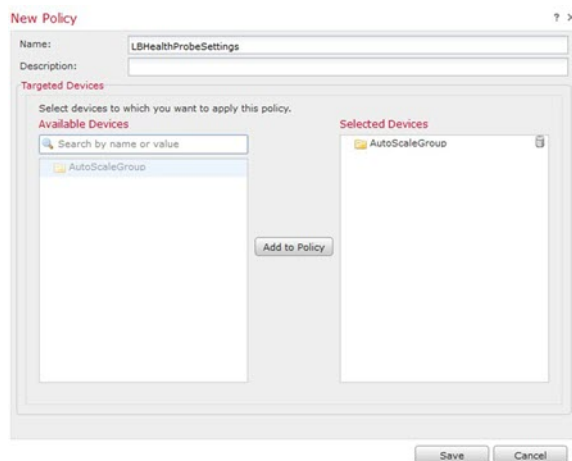 New Policy
? ×
Name:
LBHealthProbeSettings
Description:
Targeted Devices
Select devices to which you want to apply this policy.
Available Devices
Selected Devices
Search by name or value
AutoScaleGroup
AutoScaleGroup
Add to Policy
Save
Cancel